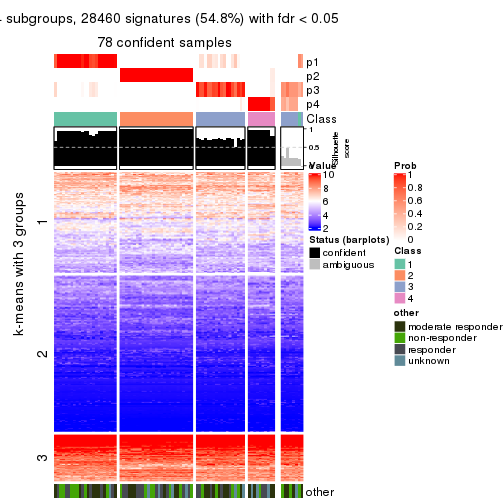 subgroups, 28460 signatures (54.8%) with fdr < 0.05
78 confident samples
p1
p2
p3
p4
Class
1
0.5
0
Silhouette
score
k-means with 3 groups
1
2
3
other
Value
10
8
6
4
2
Status (barplots)
confident
ambiguous
Prob
1
0.8
0.6
0.4
0.2
0
Class
1
2
3
4
other
moderate responder
non-responder
responder
unknown